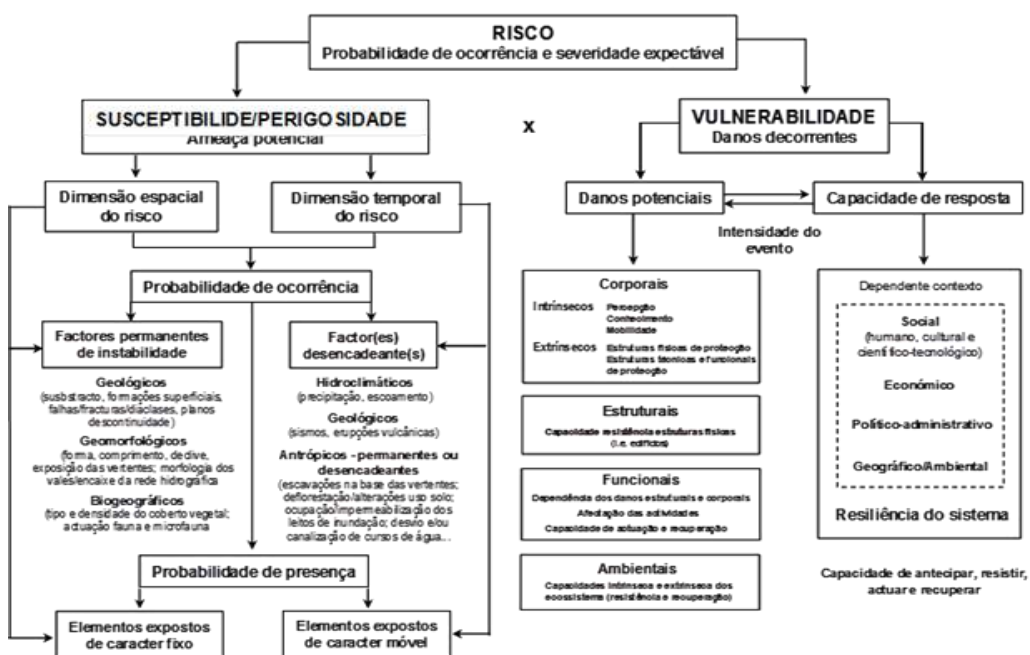 RISCO
Probabilidade de ocorrência e severidade expectável
SUSCEPTIBILIDE/PERIGOSIDADE
Ameaça potencial
x
VULNERABILIDADE
Danos decorrentes
Dimensão espacial
do risco
Dimensão temporal
do risco
Danos potenciais
Capacidade de resposta
Intensidade do
evento
Probabilidade de ocorrência
Factores permanentes
de instabilidade
Factor(es)
desencadeante(s)
Geológicos
(susbstracto, formações superficiais,
falhas/fracturas/diaclases, planos
descontinuidade)
Geomorfológicos
(forma, comprimento, declive,
exposição das vertentes; morfologia dos
vales/encaixe da rede hidrográfica
Biogeográficos
(tipo e densidade do coberto vegetal;
actuação fauna e microfauna
Hidroclimáticos
(precipitação, escoamento)
Geológicos
(sismos, erupções vulcânicas)
Antrópicos - permanentes ou
desencadeantes
(escavações na base das vertentes;
deflorestação/alterações uso solo;
ocupação/impermeabilização dos
leitos de inundação; desvio e/ou
canalização de cursos de água...
Probabilidade de presença
Elementos expostos
de caracter fixo
Elementos expostos
de caracter móvel
Corporais
Intrínsecos Percepção
Conhecimento
Mobilidade
Extrínsecos Estruturas físicas de protecção
Estruturas técnicas e funcionais
de protecção
Estruturais
Capacidade resistência estruturas físicas
(i.e. edifícios)
Funcionais
Dependência dos danos estruturais e corporais
Afectação das actividades
Capacidade de actuação e recuperação
Ambientais
Capacidades intrínseca e extrínseca dos
ecossistema (resistência e recuperação)
Dependente contexto
Social
(humano, cultural e
científico-tecnológico)
Económico
Político-administrativo
Geográfico/Ambiental
Resiliência do sistema
Capacidade de antecipar, resistir,
actuar e recuperar